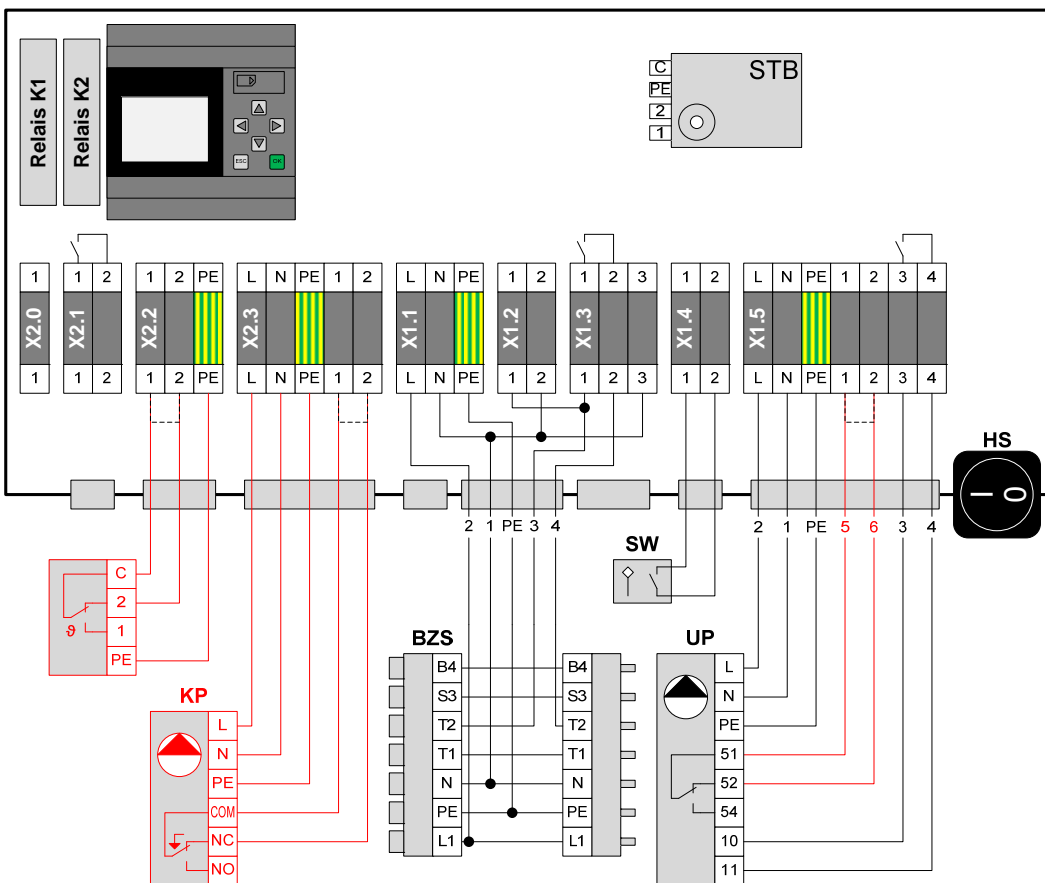 Relais K1
Relais K2
ESC
OK
STB
C
PE
2
1
1 1 2 1 2 PE L N PE 1 2 L N PE 1 2 1 2 3 1 2 L N PE 1 2 3 4
X2.0 X2.1 X2.2 X2.3 X1.1 X1.2 X1.3 X1.4 X1.5
1 1 2 1 2 PE L N PE 1 2 L N PE 1 2 1 2 3 1 2 L N PE 1 2 3 4
HS
I 0
2 1 PE 3 4
2 1 PE 5 6 3 4
SW
C
2
1
PE
ϑ
KP
L
N
PE
COM
NC
NO
BZS
B4 B4
S3 S3
T2 T2
T1 T1
N N
PE PE
L1 L1
UP
L
N
PE
51
52
54
10
11